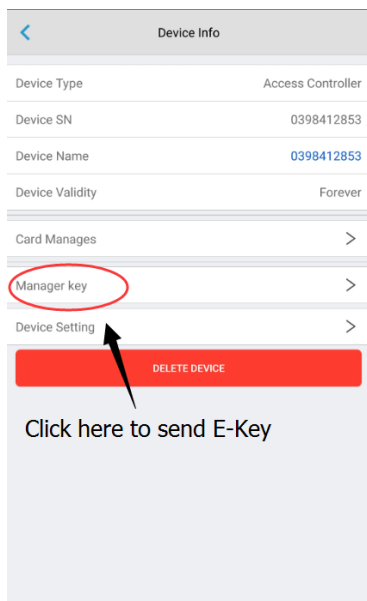 Device Info
Device Type Access Controller
Device SN 0398412853
Device Name 0398412853
Device Validity Forever
Card Manages
Manager key
Device Setting
DELETE DEVICE
Click here to send E-Key